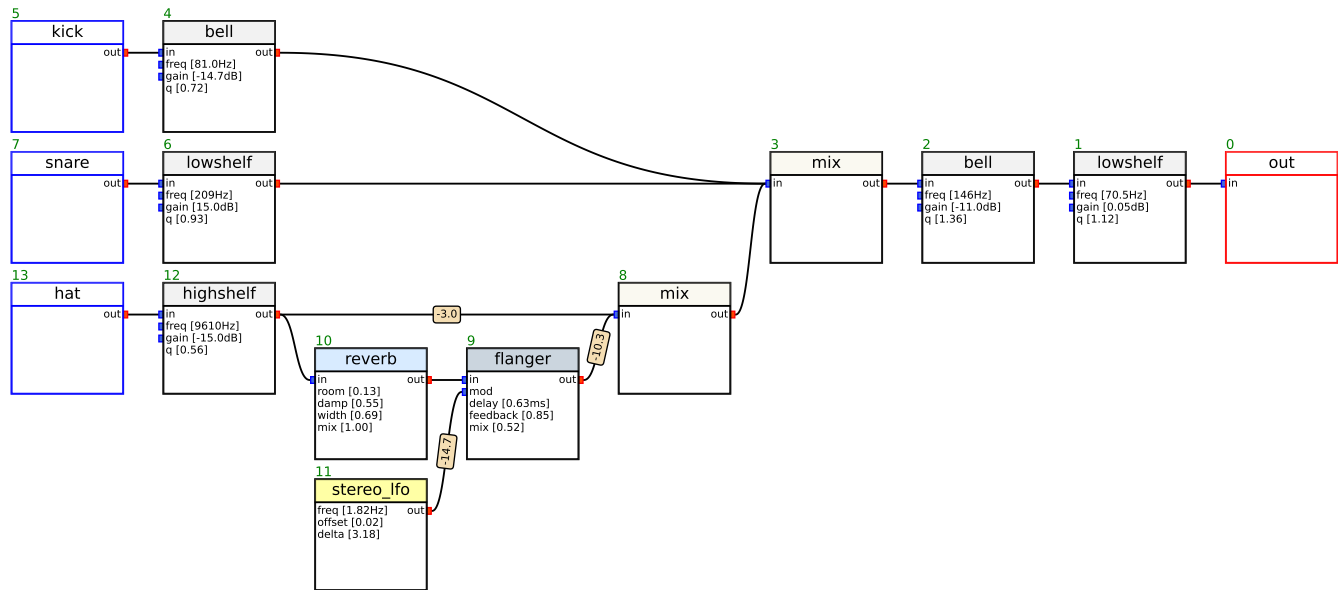 5
kick
out
4
bell
in out
freq [81.0Hz]
gain [-14.7dB]
q [0.72]
7
snare
out
6
lowshelf
in out
freq [209Hz]
gain [15.0dB]
q [0.93]
3
mix
in out
2
bell
in out
freq [146Hz]
gain [-11.0dB]
q [1.36]
1
lowshelf
in out
freq [70.5Hz]
gain [0.05dB]
q [1.12]
0
out
in
13
hat
out
12
highshelf
in out
freq [9610Hz]
gain [-15.0dB]
q [0.56]
-3.0
8
mix
in out
10
reverb
in out
room [0.13]
damp [0.55]
width [0.69]
mix [1.00]
9
flanger
in out
mod
delay [0.63ms]
feedback [0.85]
mix [0.52]
-10.3
-14.7
11
stereo_lfo
freq [1.82Hz] out
offset [0.02]
delta [3.18]